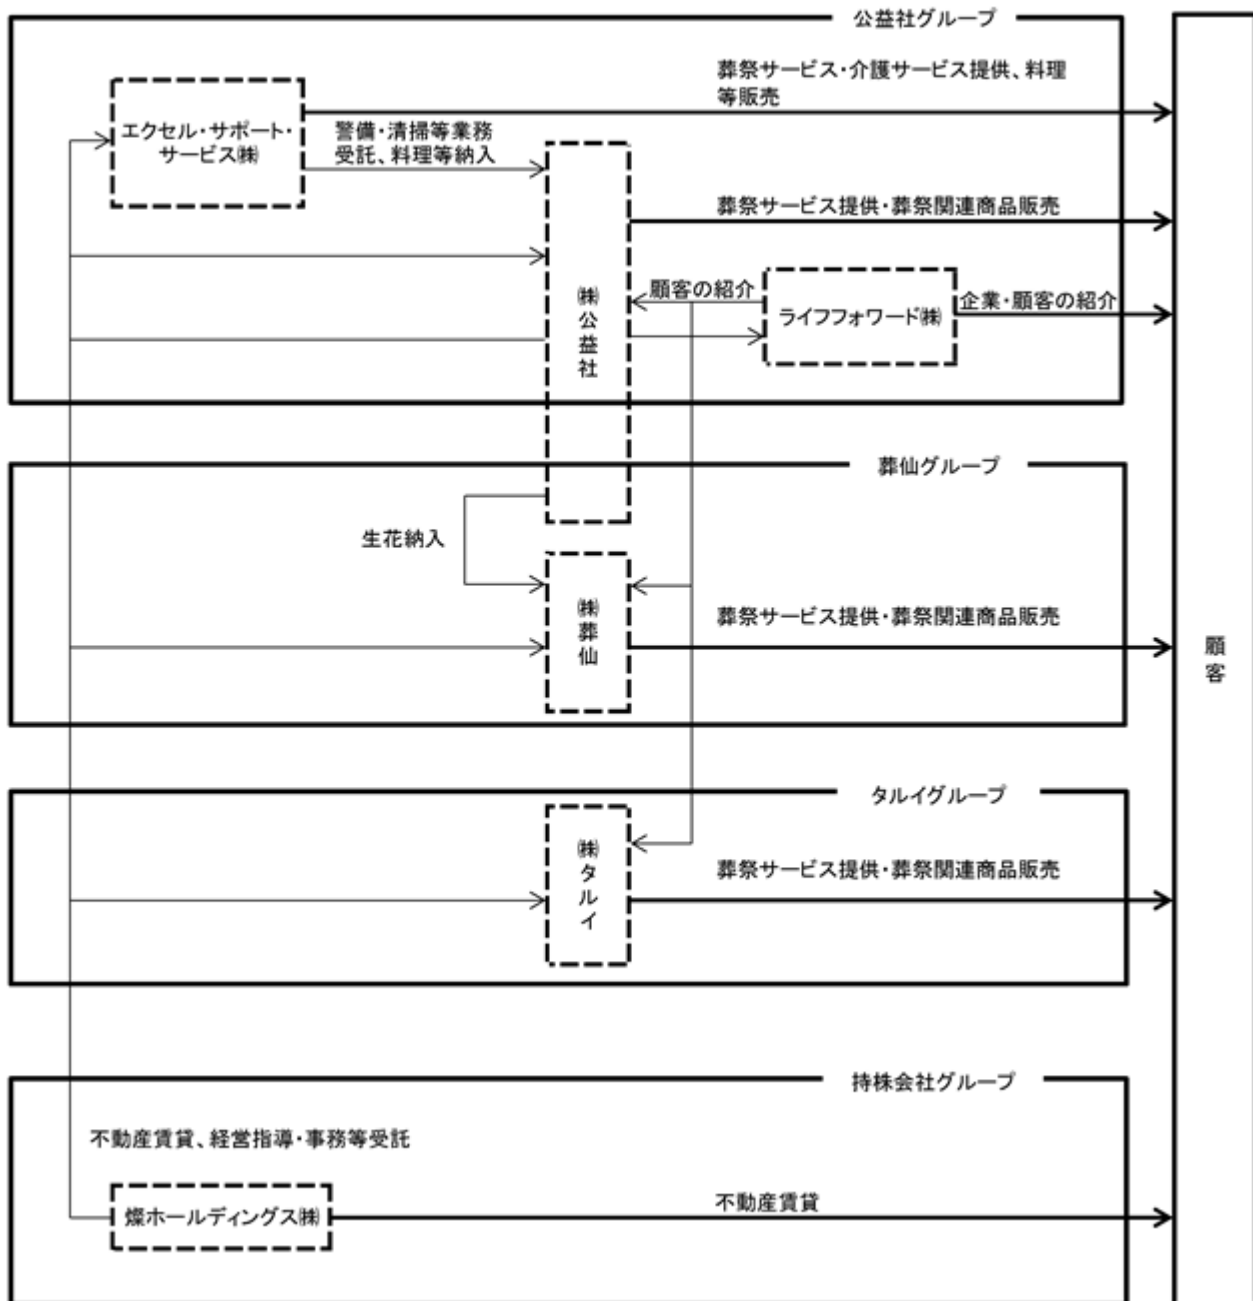 公益社グループ
葬祭サービス・介護サービス提供、料理
等販売
エクセル・サポート・
サービス㈱
警備・清掃等業務
受託、料理等納入
葬祭サービス提供・葬祭関連商品販売
㈱公益社
顧客の紹介
ライフフォワード㈱
企業・顧客の紹介
葬仙グループ
生花納入
㈱葬仙
葬祭サービス提供・葬祭関連商品販売
顧客
タルイグループ
㈱タルイ
葬祭サービス提供・葬祭関連商品販売
持株会社グループ
不動産賃貸、経営指導・事務等受託
燦ホールディングス㈱
不動産賃貸